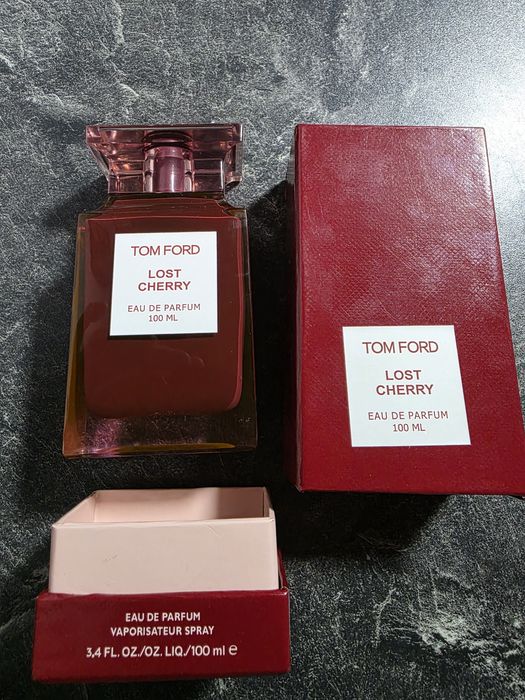 TOM FORD
LOST
CHERRY
EAU DE PARFUM
100 ML
TOM FORD
LOST
CHERRY
EAU DE PARFUM
100 ML
EAU DE PARFUM
VAPORISATEUR SPRAY
3,4 FL. OZ./OZ. LIQ./100 ml ℮